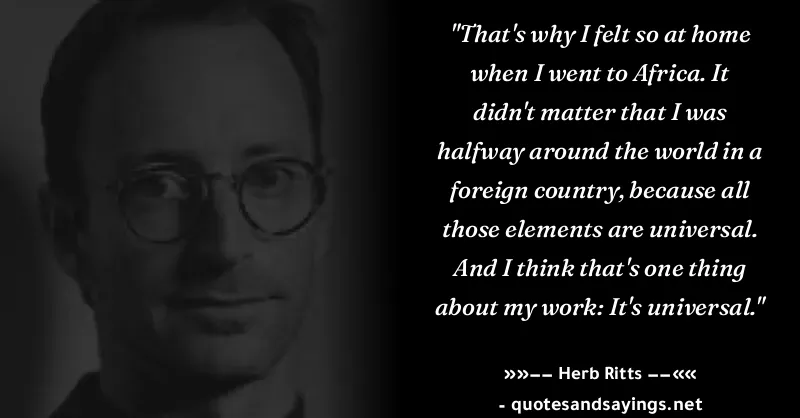 "That's why I felt so at home
when I went to Africa. It
didn't matter that I was
halfway around the world in a
foreign country, because all
those elements are universal.
And I think that's one thing
about my work: It's universal."
»»–– Herb Ritts ––««
- quotesandsayings.net